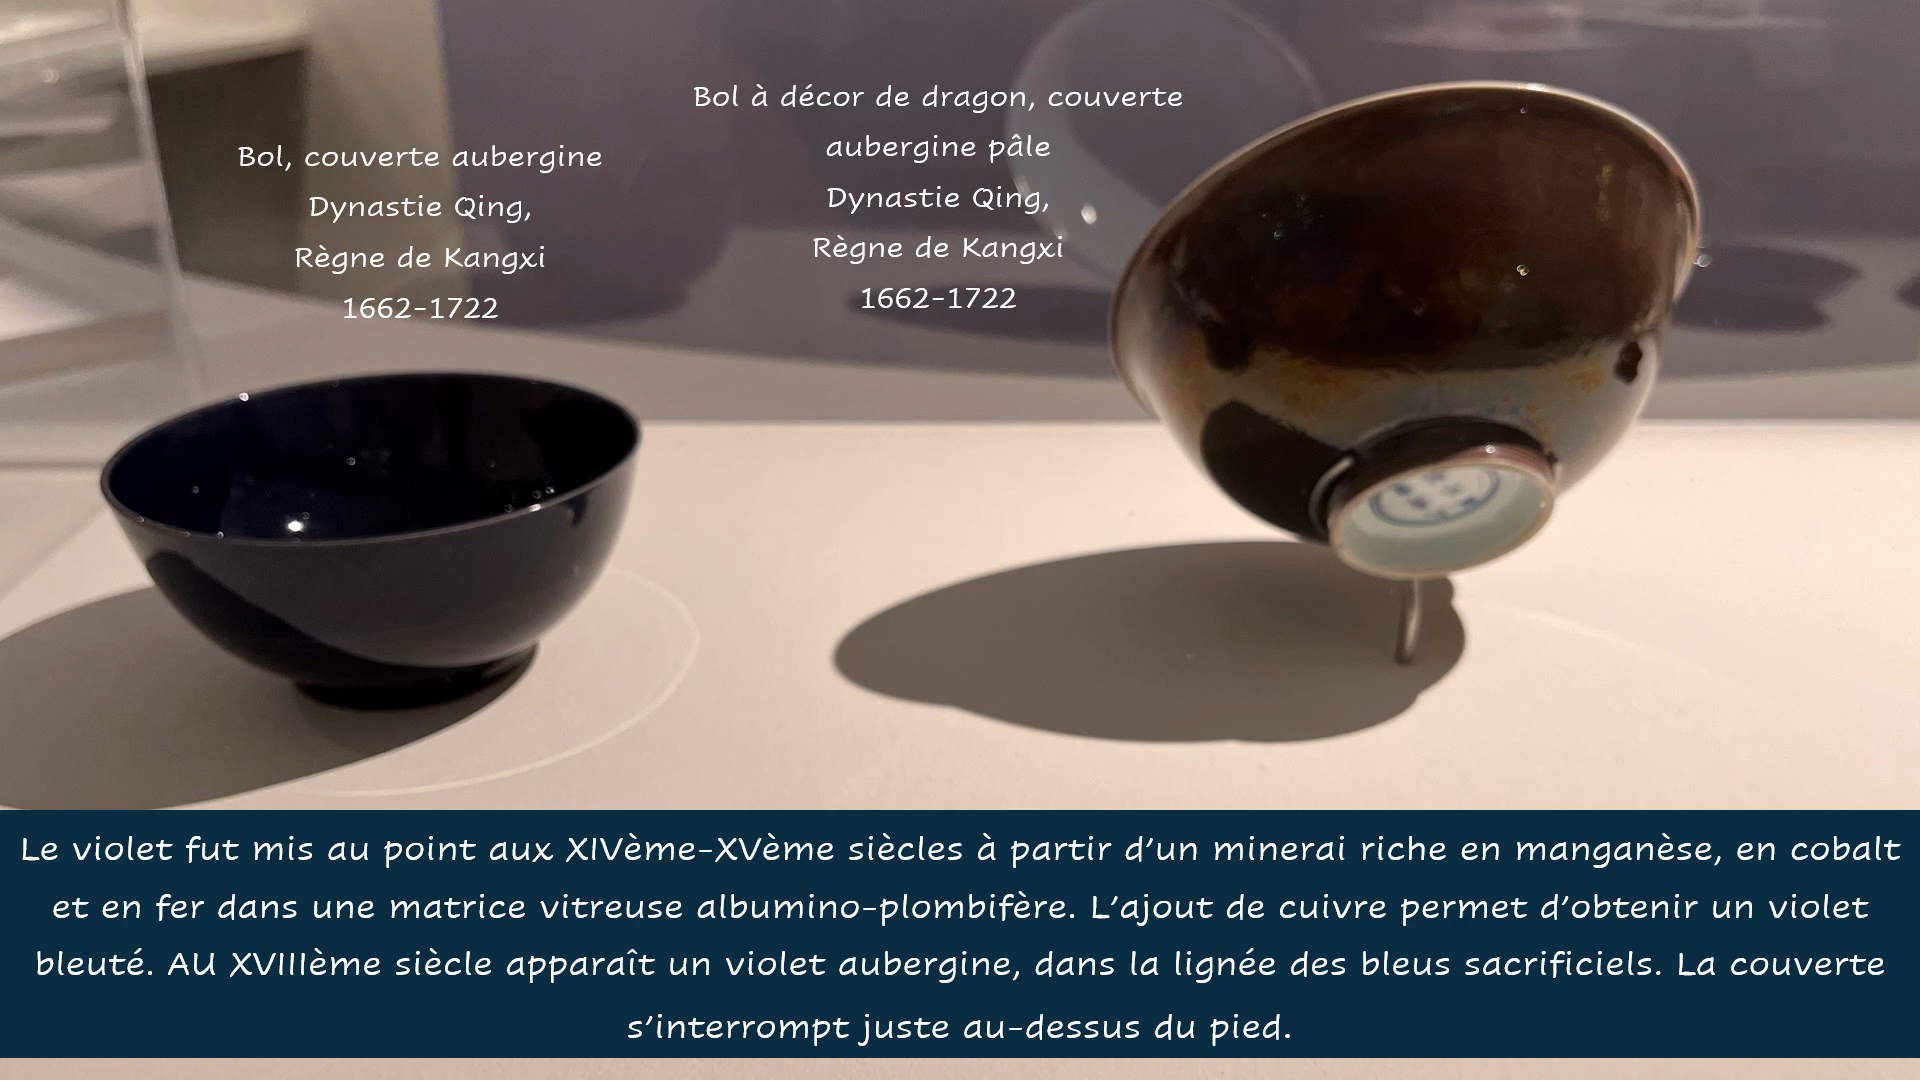 Bol, couverte aubergine
Dynastie Qing,
Règne de Kangxi
1662-1722
Bol à décor de dragon, couverte
aubergine pâle
Dynastie Qing,
Règne de Kangxi
1662-1722
Le violet fut mis au point aux XIVème-XVème siècles à partir d’un minerai riche en manganèse, en cobalt
et en fer dans une matrice vitreuse albumino-plombifère. L’ajout de cuivre permet d’obtenir un violet
bleuté. AU XVIIIème siècle apparaît un violet aubergine, dans la lignée des bleus sacrificiels. La couverte
s’interrompt juste au-dessus du pied.